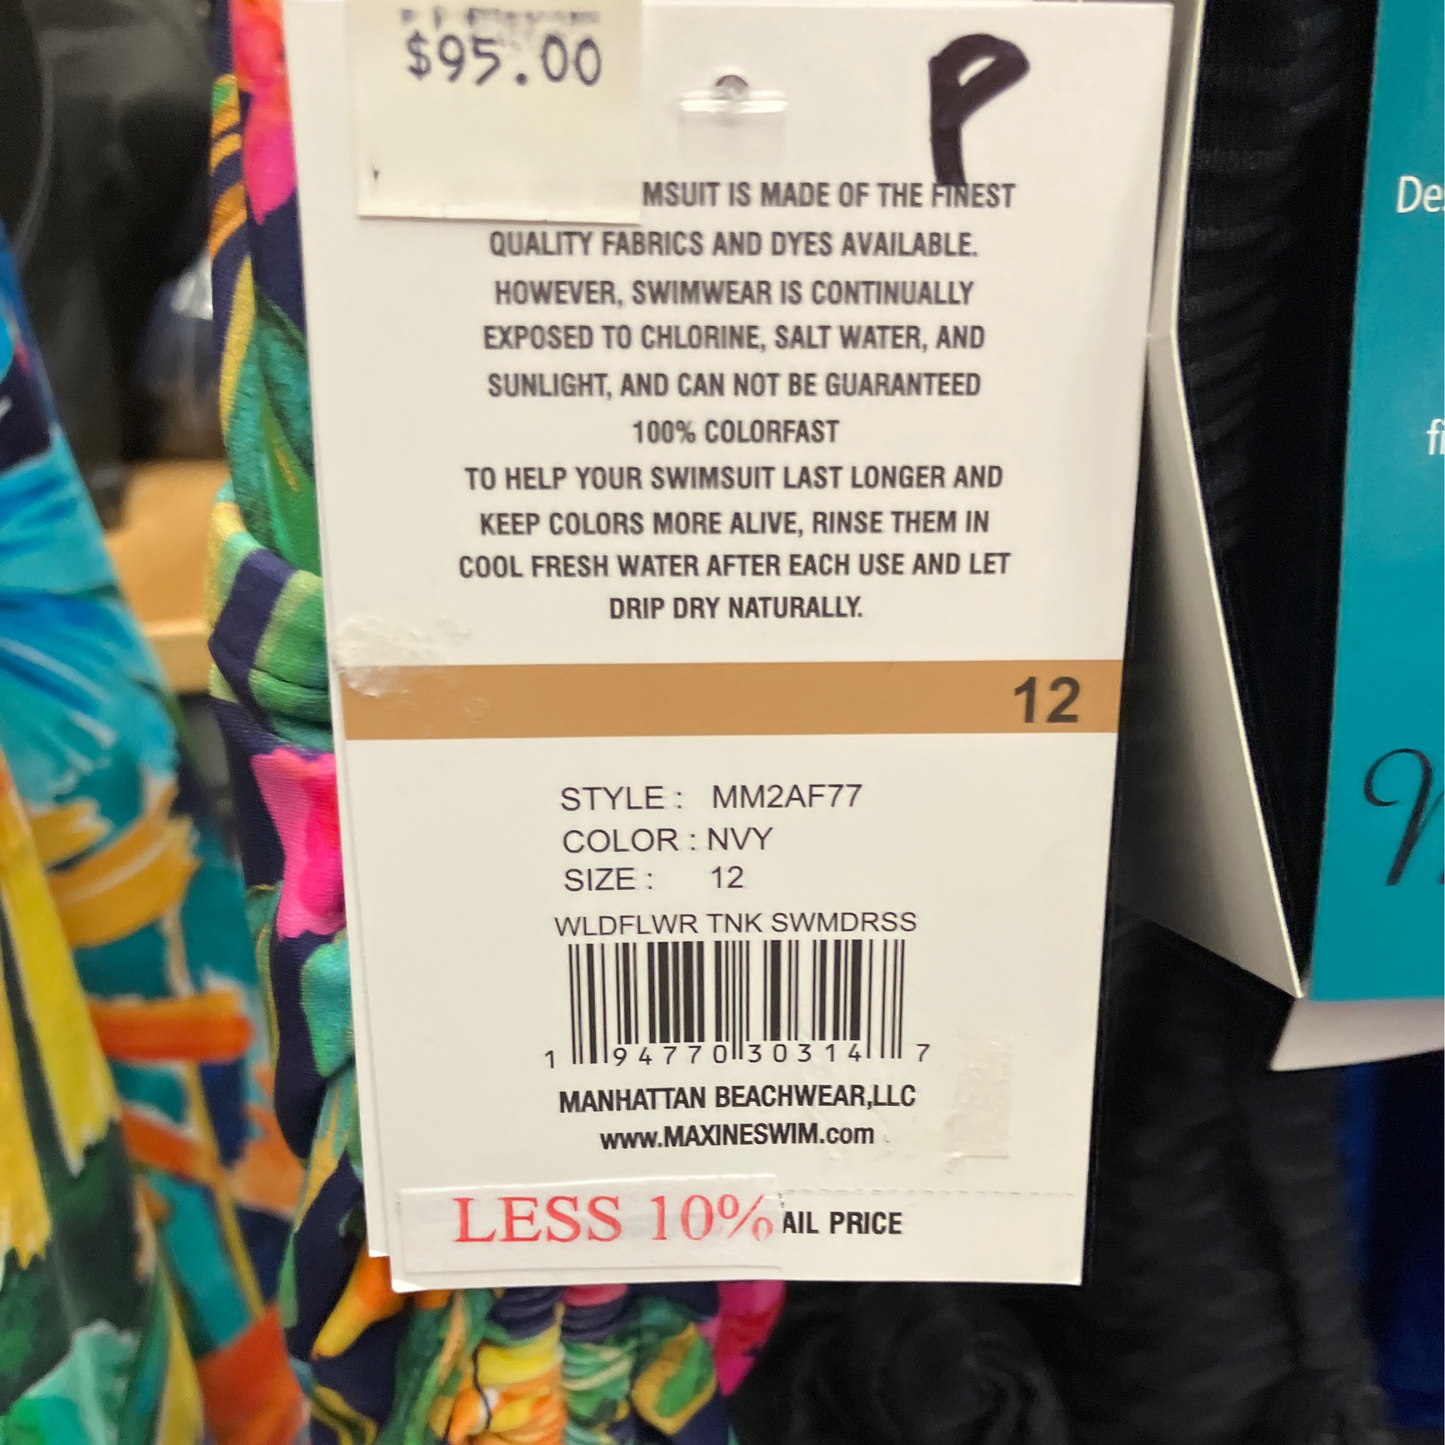 $95.00
P
MSUIT IS MADE OF THE FINEST
QUALITY FABRICS AND DYES AVAILABLE.
HOWEVER, SWIMWEAR IS CONTINUALLY
EXPOSED TO CHLORINE, SALT WATER, AND
SUNLIGHT, AND CAN NOT BE GUARANTEED
100% COLORFAST
TO HELP YOUR SWIMSUIT LAST LONGER AND
KEEP COLORS MORE ALIVE, RINSE THEM IN
COOL FRESH WATER AFTER EACH USE AND LET
DRIP DRY NATURALLY.
12
STYLE : MM2AF77
COLOR : NVY
SIZE : 12
WLDFLWR TNK SWMDRSS
1 94770 30314 7
MANHATTAN BEACHWEAR,LLC
www.MAXINESWIM.com
LESS 10% AIL PRICE
De
fi